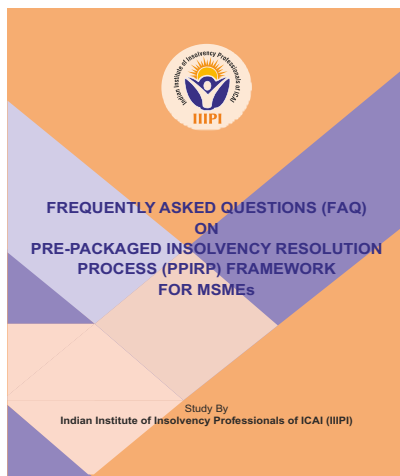 Indian Institute of Insolvency Professionals of ICAI
IIIPI
FREQUENTLY ASKED QUESTIONS (FAQ)
ON
PRE-PACKAGED INSOLVENCY RESOLUTION
PROCESS (PPIRP) FRAMEWORK
FOR MSMEs
Study By
Indian Institute of Insolvency Professionals of ICAI (IIIPI)